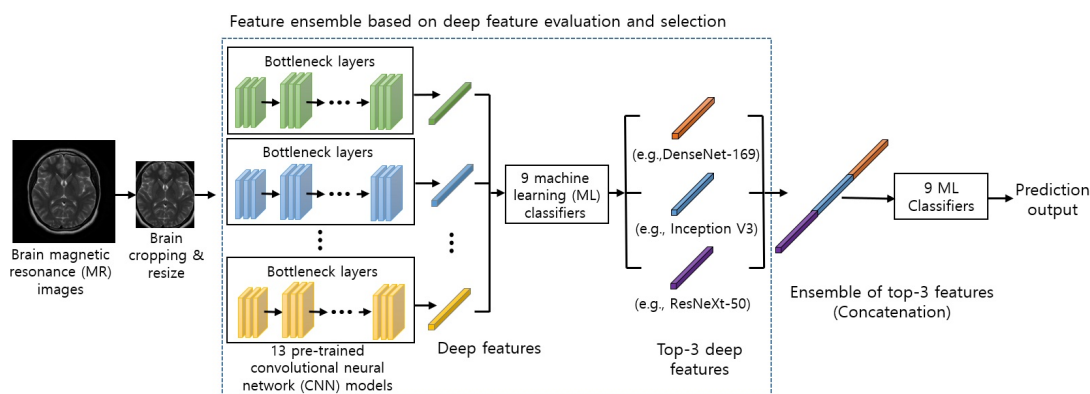 Feature ensemble based on deep feature evaluation and selection
Brain magnetic
resonance (MR)
images
Brain
cropping &
resize
Bottleneck layers
Bottleneck layers
Bottleneck layers
13 pre-trained
convolutional neural
network (CNN) models
Deep features
9 machine
learning (ML)
classifiers
(e.g.,DenseNet-169)
(e.g., Inception V3)
(e.g., ResNeXt-50)
Top-3 deep
features
Ensemble of top-3 features
(Concatenation)
9 ML
Classifiers
Prediction
output